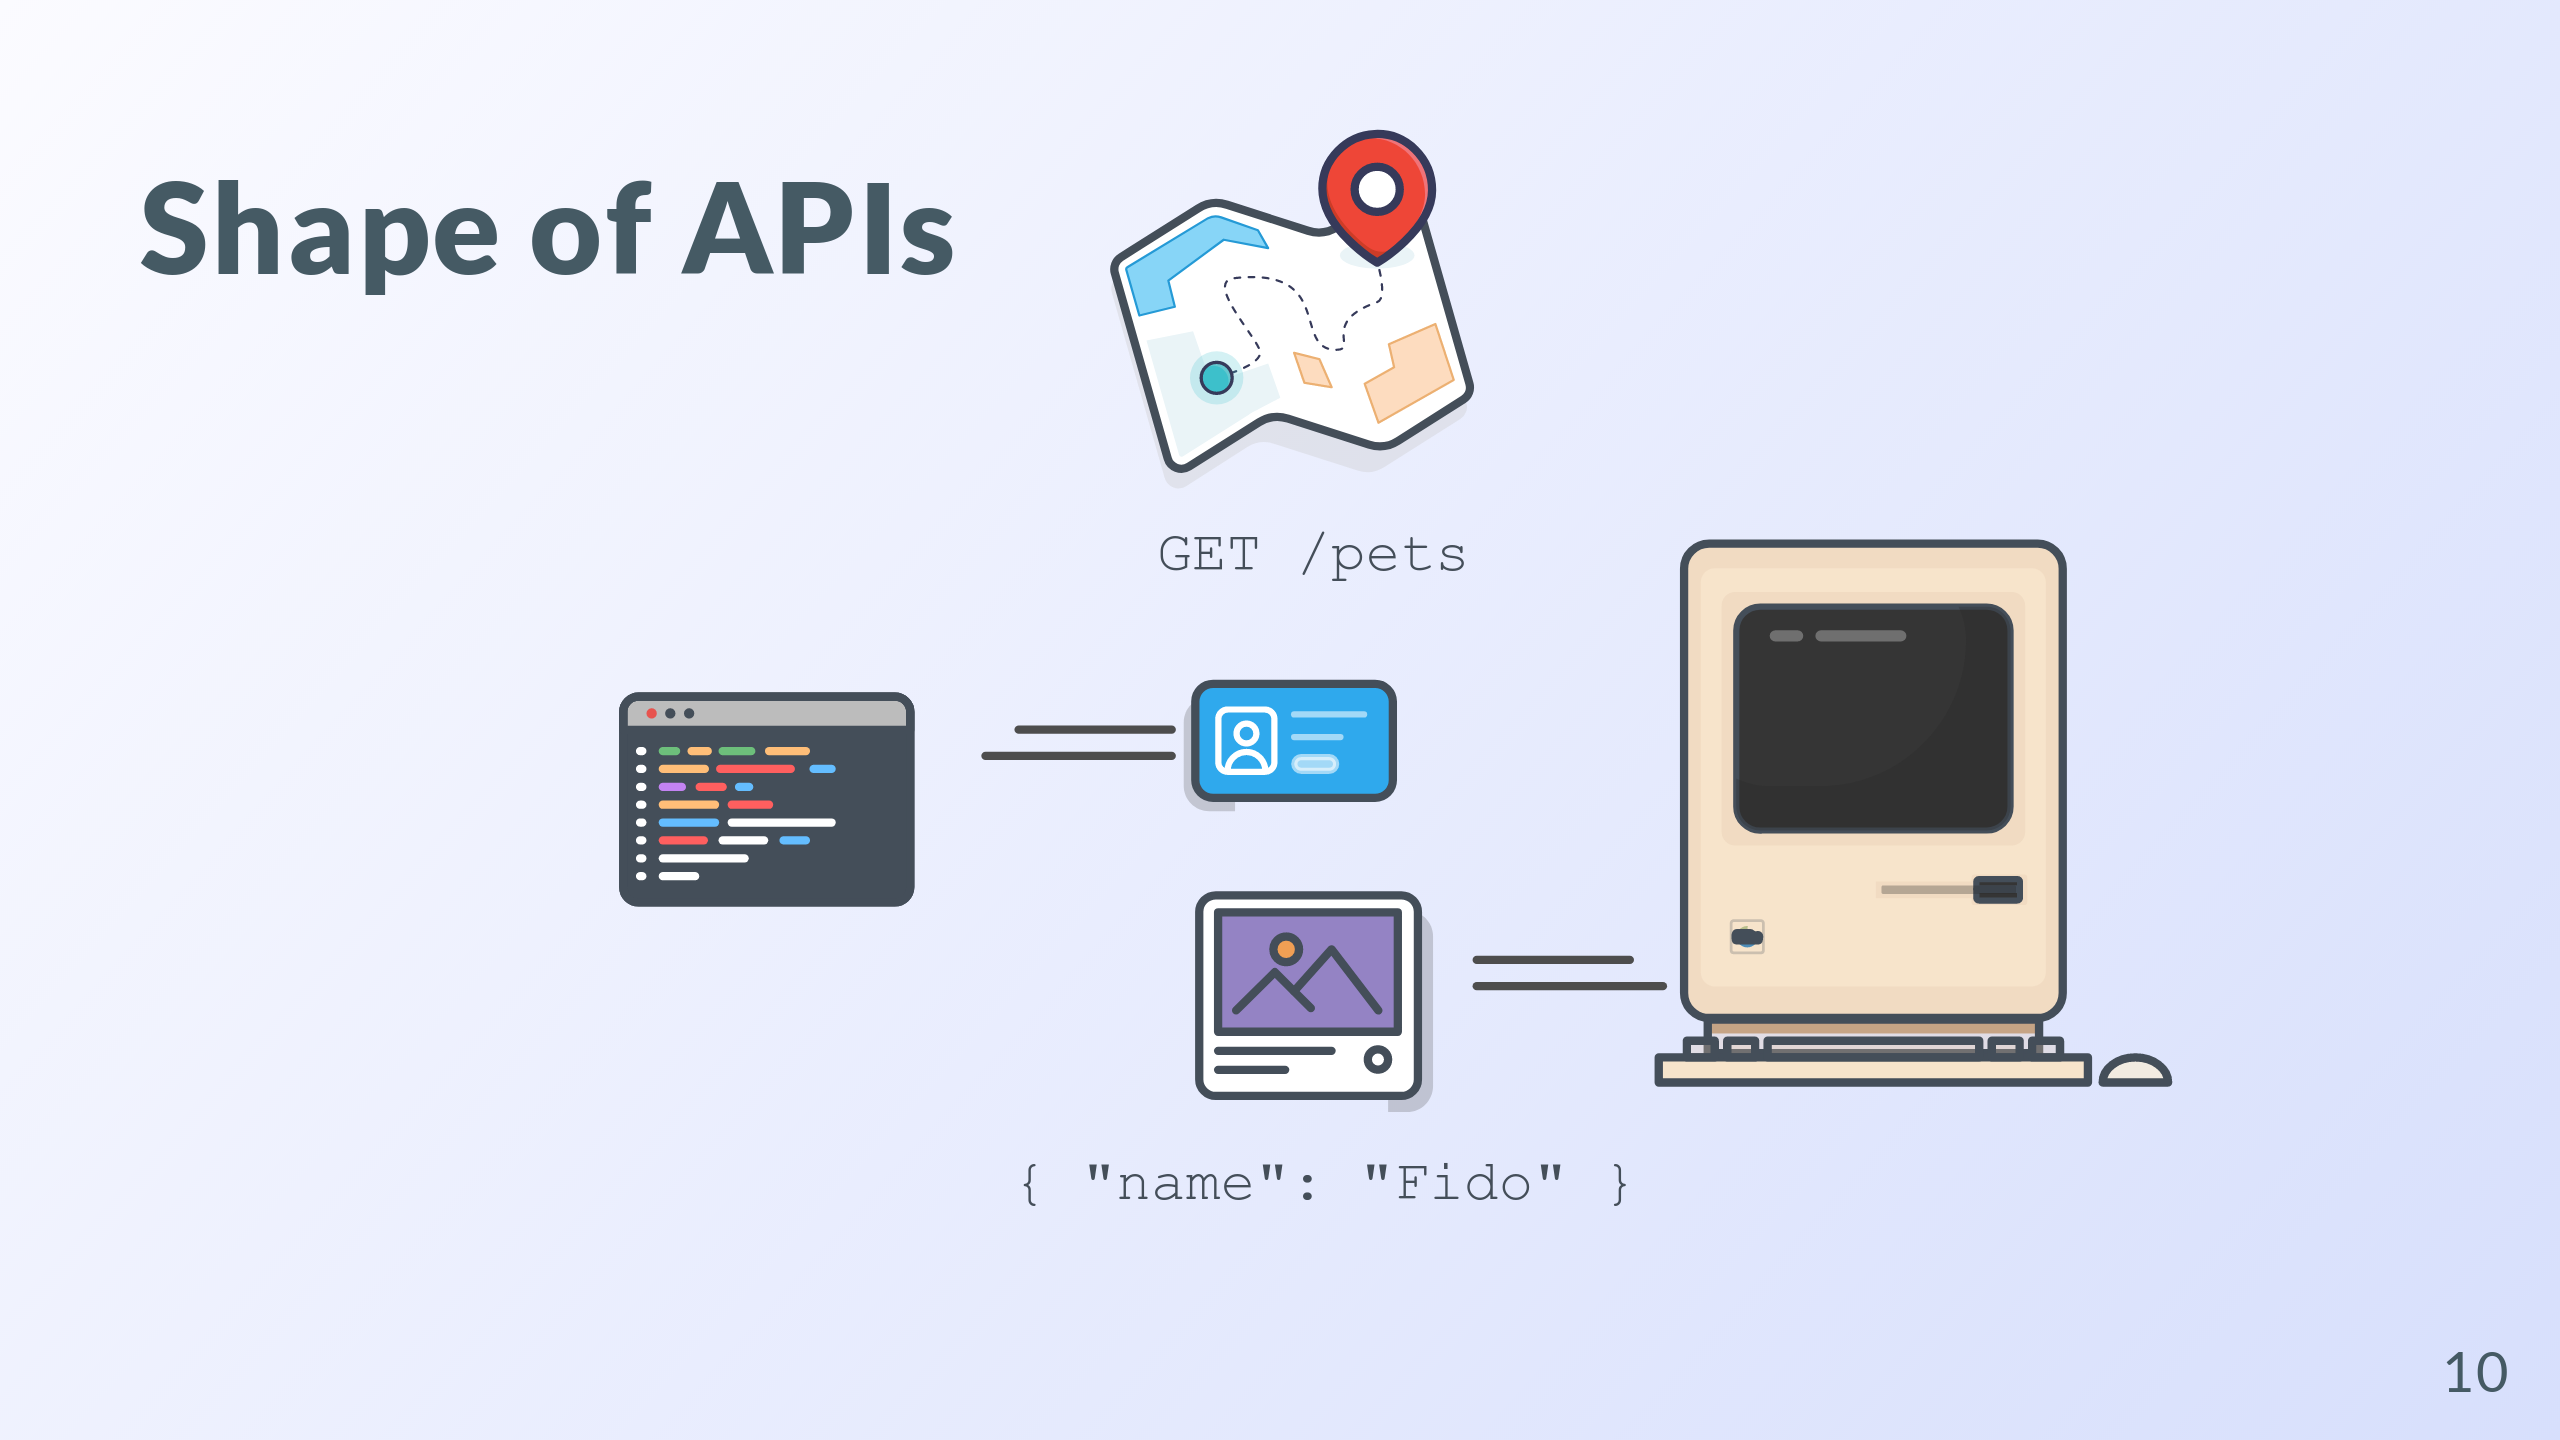 Shape of APIs
GET /pets
{ "name": "Fido" }
10